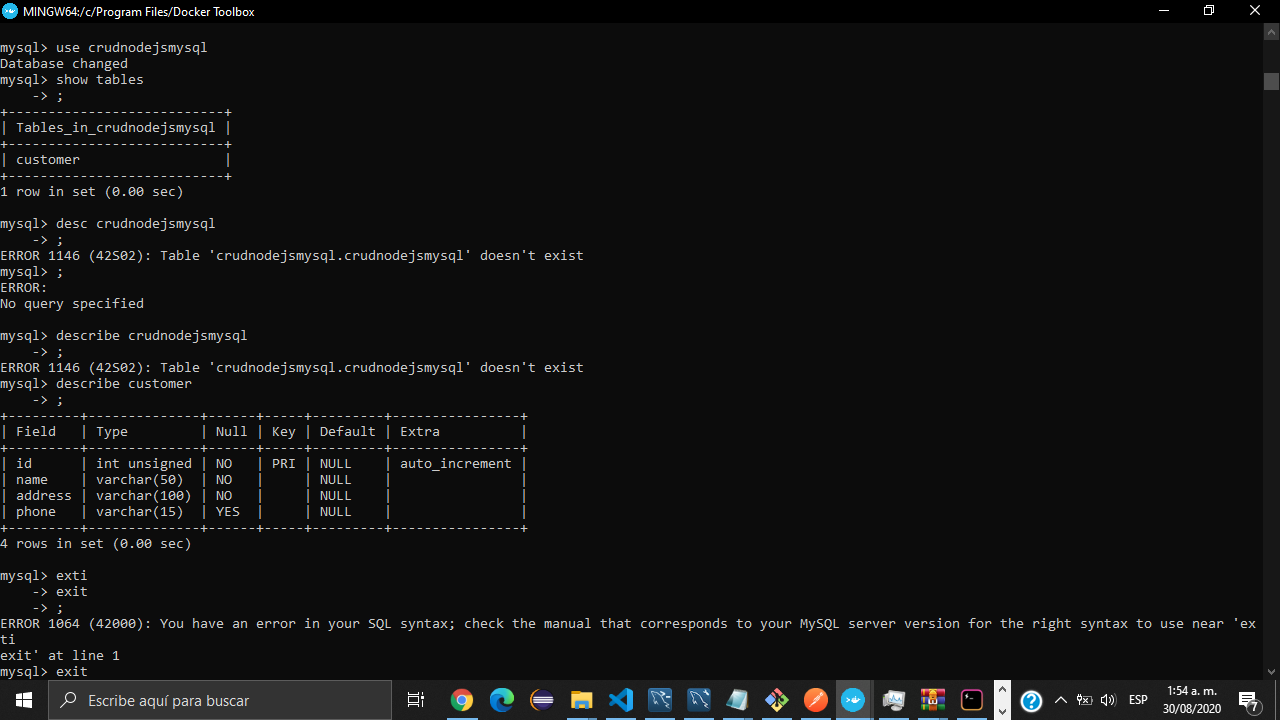 MINGW64:/c/Program Files/Docker Toolbox
mysql> use crudnodejsmysql
Database changed
mysql> show tables
    -> ;
+---------------------------+
| Tables_in_crudnodejsmysql |
+---------------------------+
| customer                  |
+---------------------------+
1 row in set (0.00 sec)
mysql> desc crudnodejsmysql
    -> ;
ERROR 1146 (42S02): Table 'crudnodejsmysql.crudnodejsmysql' doesn't exist
mysql> ;
ERROR:
No query specified
mysql> describe crudnodejsmysql
    -> ;
ERROR 1146 (42S02): Table 'crudnodejsmysql.crudnodejsmysql' doesn't exist
mysql> describe customer
    -> ;
+---------+--------------+------+-----+---------+----------------+
| Field   | Type         | Null | Key | Default | Extra          |
+---------+--------------+------+-----+---------+----------------+
| id      | int unsigned | NO   | PRI | NULL    | auto_increment |
| name    | varchar(50)  | NO   |     | NULL    |                |
| address | varchar(100) | NO   |     | NULL    |                |
| phone   | varchar(15)  | YES  |     | NULL    |                |
+---------+--------------+------+-----+---------+----------------+
4 rows in set (0.00 sec)
mysql> exti
    -> exit
    -> ;
ERROR 1064 (42000): You have an error in your SQL syntax; check the manual that corresponds to your MySQL server version for the right syntax to use near 'ex
ti
exit' at line 1
mysql> exit
Escribe aquí para buscar
ESP
1:54 a. m.
30/08/2020
7